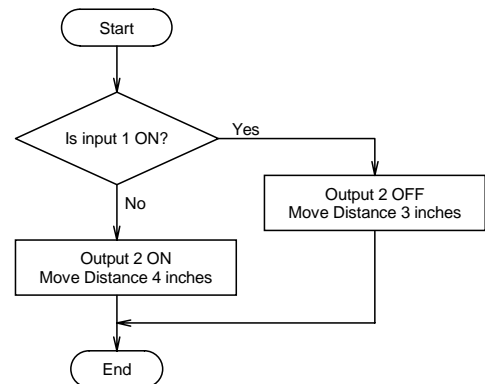 Start
Is input 1 ON?
Yes
No
Output 2 OFF
Move Distance 3 inches
Output 2 ON
Move Distance 4 inches
End